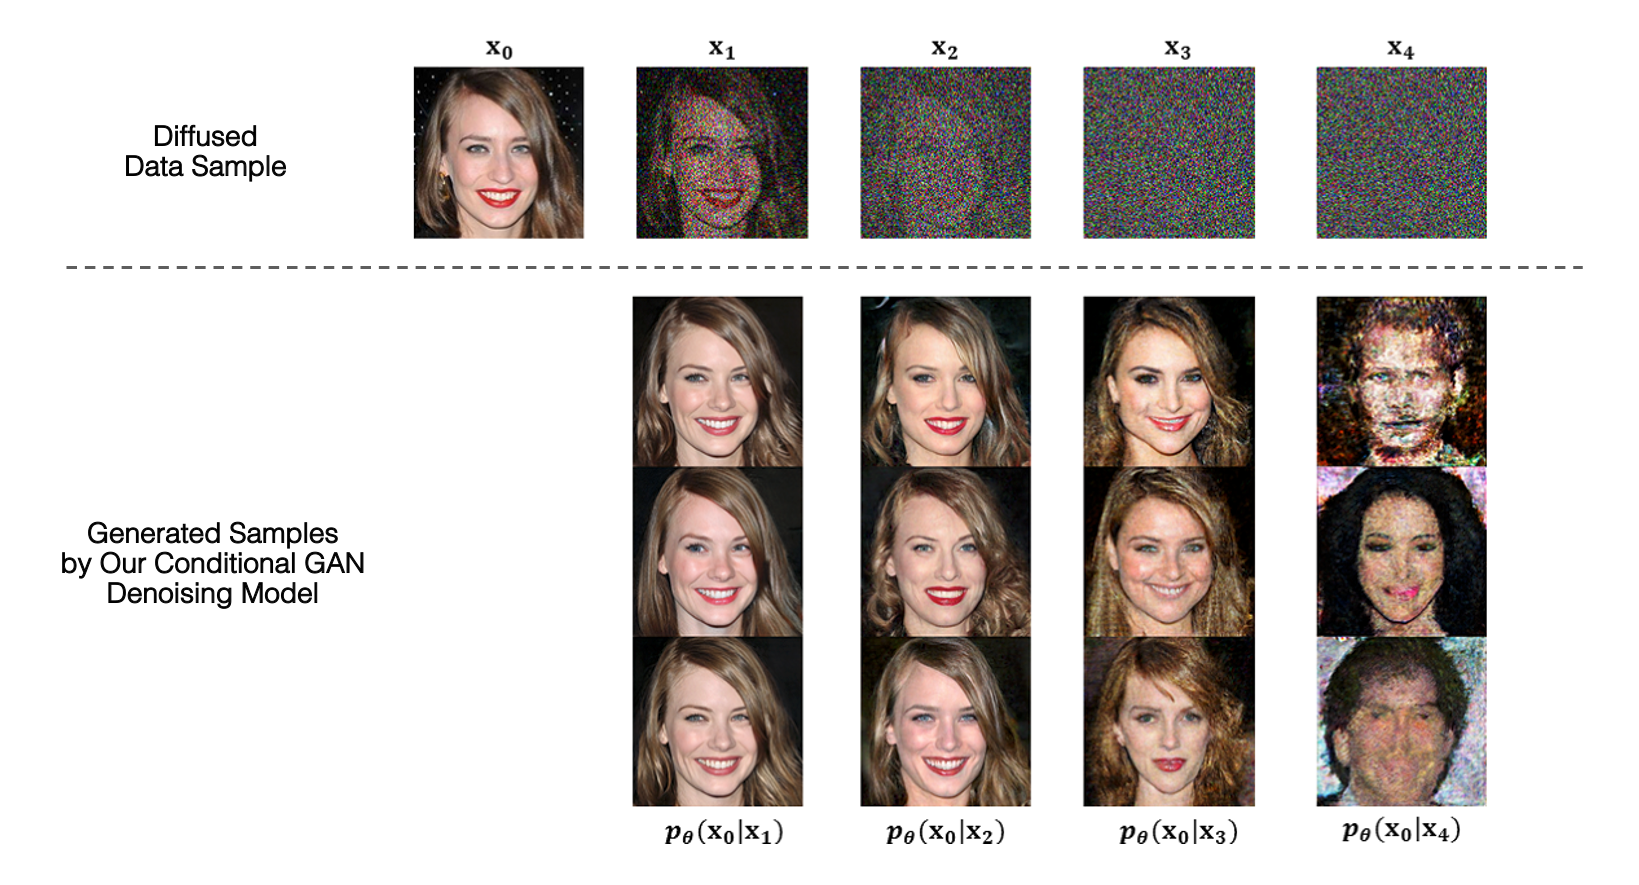 x₀ x₁ x₂ x₃ x₄
Diffused
Data Sample
Generated Samples
by Our Conditional GAN
Denoising Model
pθ(x₀|x₁) pθ(x₀|x₂) pθ(x₀|x₃) pθ(x₀|x₄)